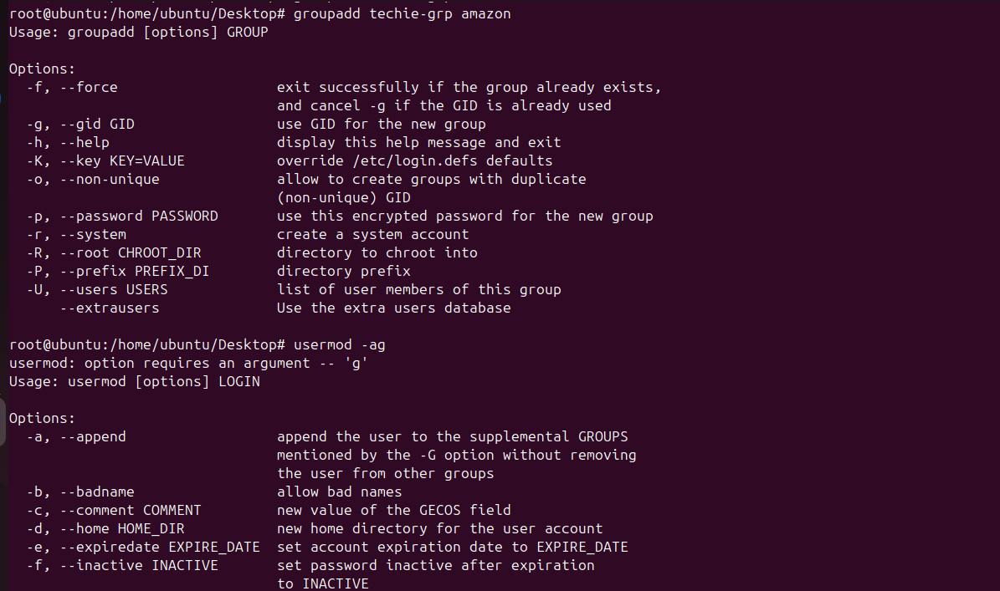 root@ubuntu:/home/ubuntu/Desktop# groupadd techie-grp amazon
Usage: groupadd [options] GROUP

Options:
  -f, --force                   exit successfully if the group already exists,
                                and cancel -g if the GID is already used
  -g, --gid GID                 use GID for the new group
  -h, --help                    display this help message and exit
  -K, --key KEY=VALUE           override /etc/login.defs defaults
  -o, --non-unique              allow to create groups with duplicate
                                (non-unique) GID
  -p, --password PASSWORD       use this encrypted password for the new group
  -r, --system                  create a system account
  -R, --root CHROOT_DIR         directory to chroot into
  -P, --prefix PREFIX_DI        directory prefix
  -U, --users USERS             list of user members of this group
      --extrausers              Use the extra users database

root@ubuntu:/home/ubuntu/Desktop# usermod -ag
usermod: option requires an argument -- 'g'
Usage: usermod [options] LOGIN

Options:
  -a, --append                  append the user to the supplemental GROUPS
                                mentioned by the -G option without removing
                                the user from other groups
  -b, --badname                 allow bad names
  -c, --comment COMMENT         new value of the GECOS field
  -d, --home HOME_DIR           new home directory for the user account
  -e, --expiredate EXPIRE_DATE  set account expiration date to EXPIRE_DATE
  -f, --inactive INACTIVE       set password inactive after expiration
                                to INACTIVE